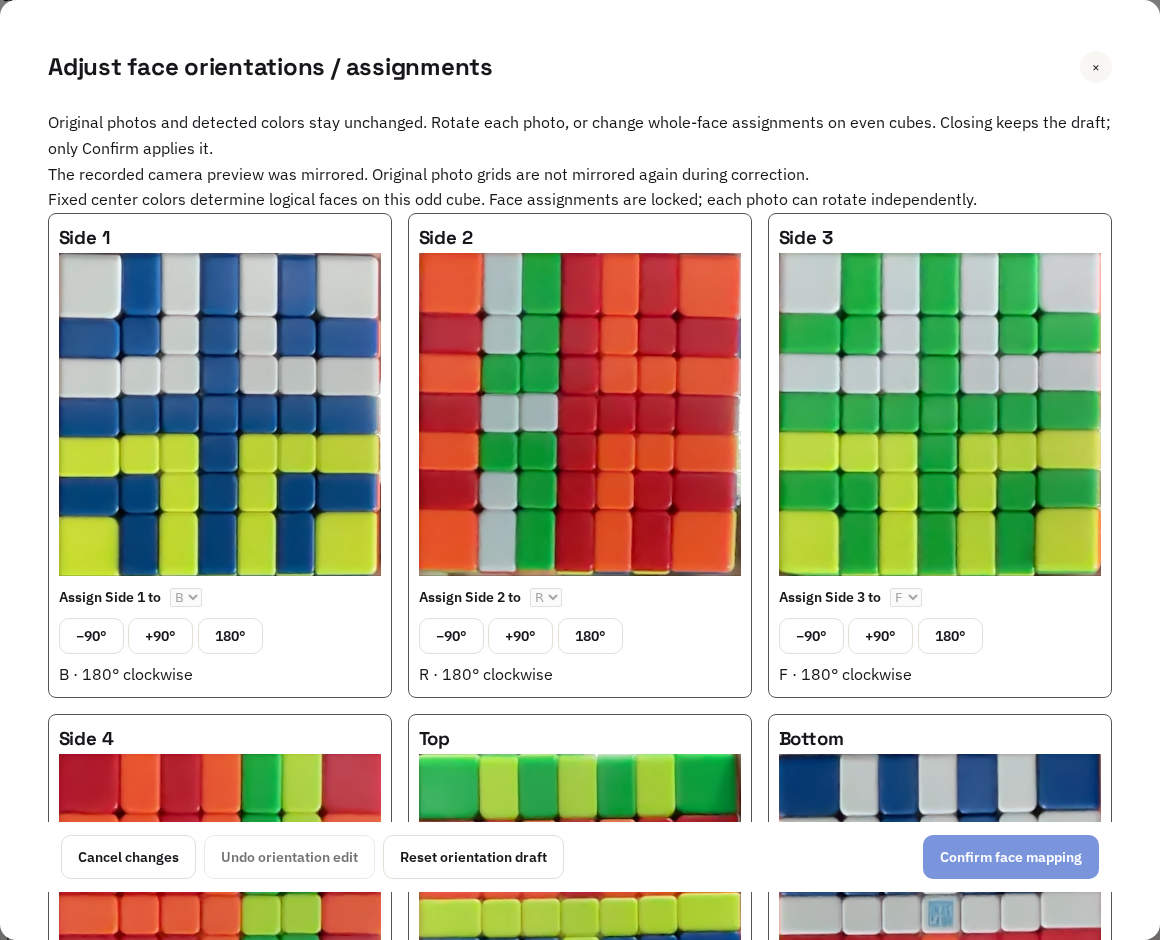 Adjust face orientations / assignments
×
Original photos and detected colors stay unchanged. Rotate each photo, or change whole-face assignments on even cubes. Closing keeps the draft;
only Confirm applies it.
The recorded camera preview was mirrored. Original photo grids are not mirrored again during correction.
Fixed center colors determine logical faces on this odd cube. Face assignments are locked; each photo can rotate independently.
Side 1
Side 2
Side 3
Assign Side 1 to B
Assign Side 2 to R
Assign Side 3 to F
−90° +90° 180°
−90° +90° 180°
−90° +90° 180°
B · 180° clockwise
R · 180° clockwise
F · 180° clockwise
Side 4
Top
Bottom
Cancel changes
Undo orientation edit
Reset orientation draft
Confirm face mapping